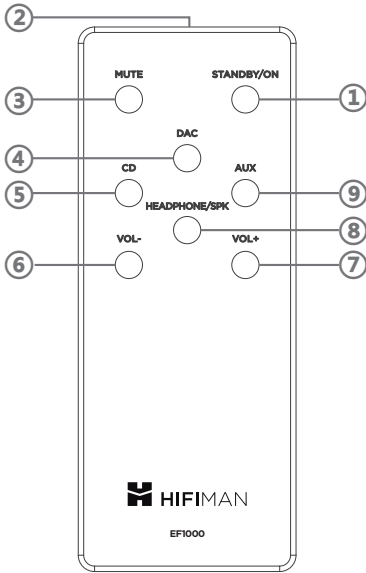 ②
MUTE STANDBY/ON
③ ①
DAC
④
CD AUX
⑤ ⑨
HEADPHONE/SPK
⑧
VOL- VOL+
⑥ ⑦
HIFIMAN
EF1000